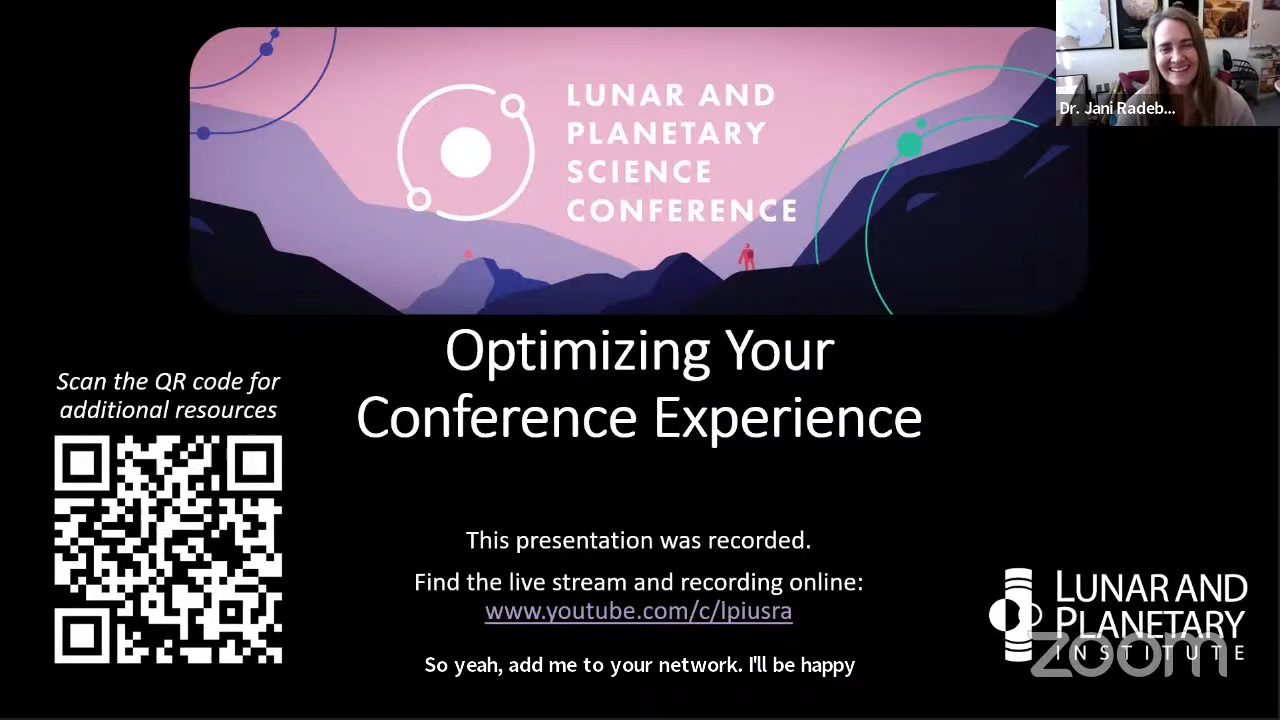 LUNAR AND
PLANETARY
SCIENCE
CONFERENCE
Dr. Jani Radeb...
Optimizing Your
Conference Experience
Scan the QR code for
additional resources
This presentation was recorded.
Find the live stream and recording online:
www.youtube.com/c/lpiusra
So yeah, add me to your network. I'll be happy
LUNAR AND
PLANETARY
INSTITUTE
zoom